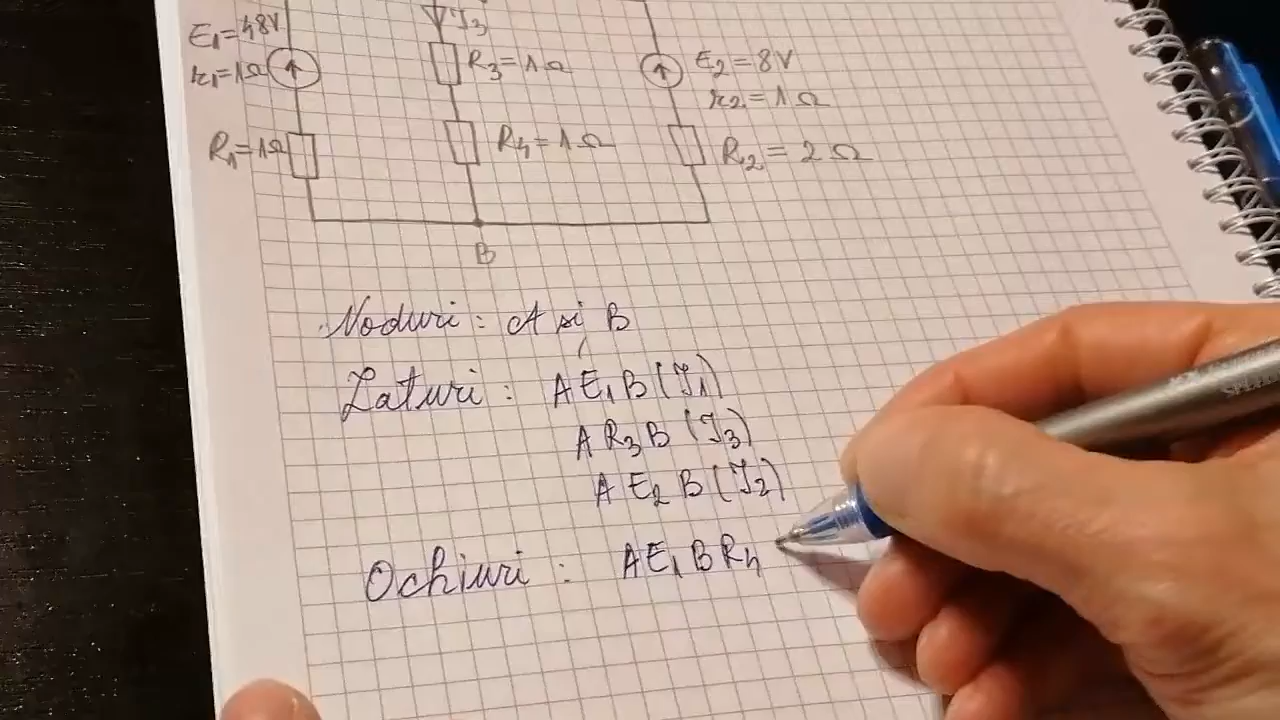 E₁=48V
I₃
r₁=1Ω
R₃=1Ω
E₂=8V
r₂=1Ω
R₁=1Ω
R₄=1Ω
R₂=2Ω
B
Noduri: A și B
Laturi: AE₁B(I₁)
AR₃B(I₃)
AE₂B(I₂)
Ochiuri: AE₁BR₄